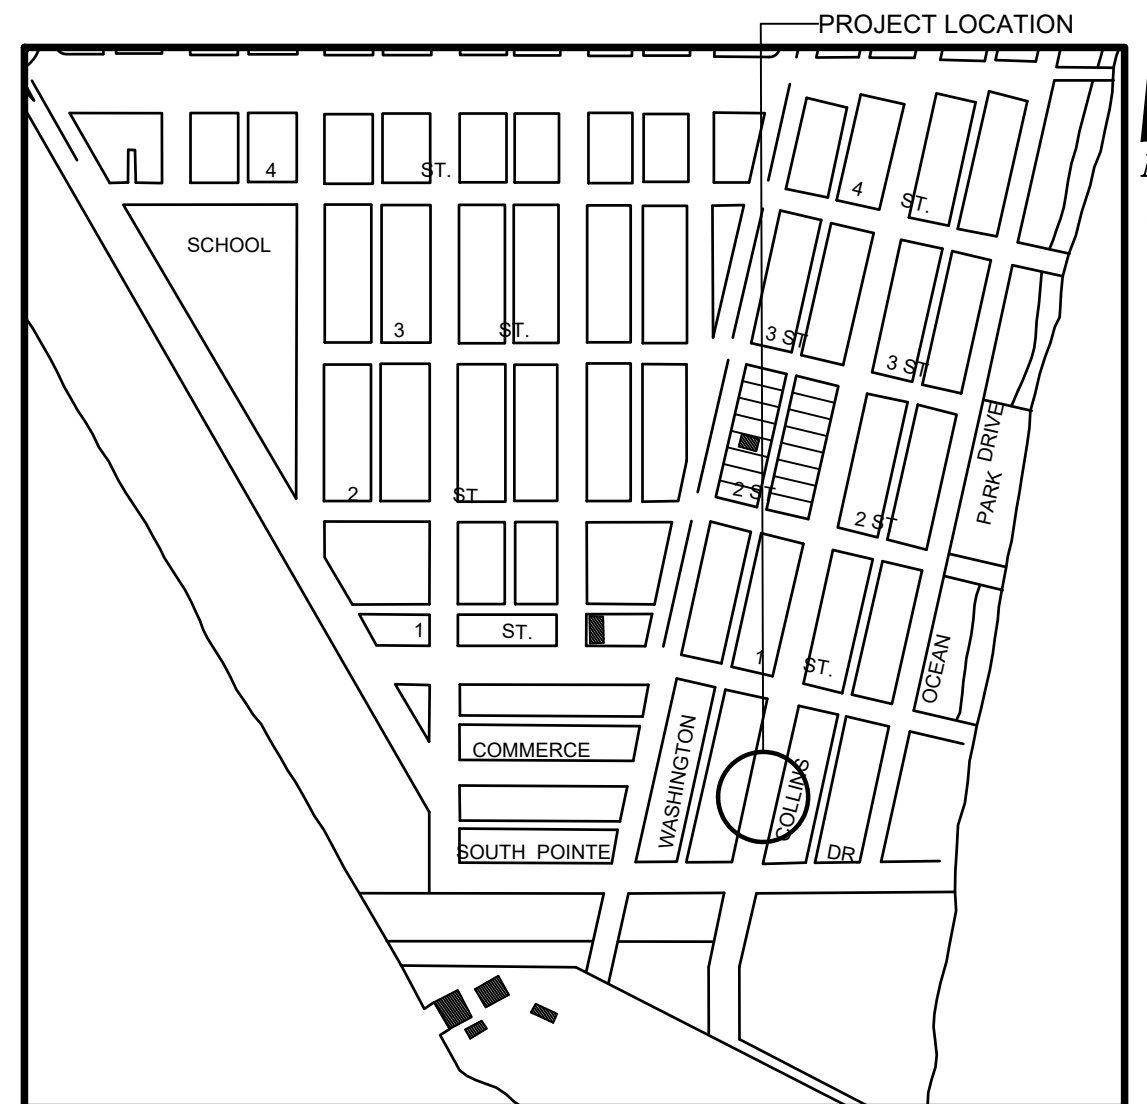 PROJECT LOCATION
4 ST.
4 ST.
SCHOOL
3 ST.
3 ST
3 ST
PARK DRIVE
2 ST
2 ST
2 ST
1 ST.
1 ST.
OCEAN
COMMERCE
WASHINGTON
COLLINS
SOUTH POINTE DR